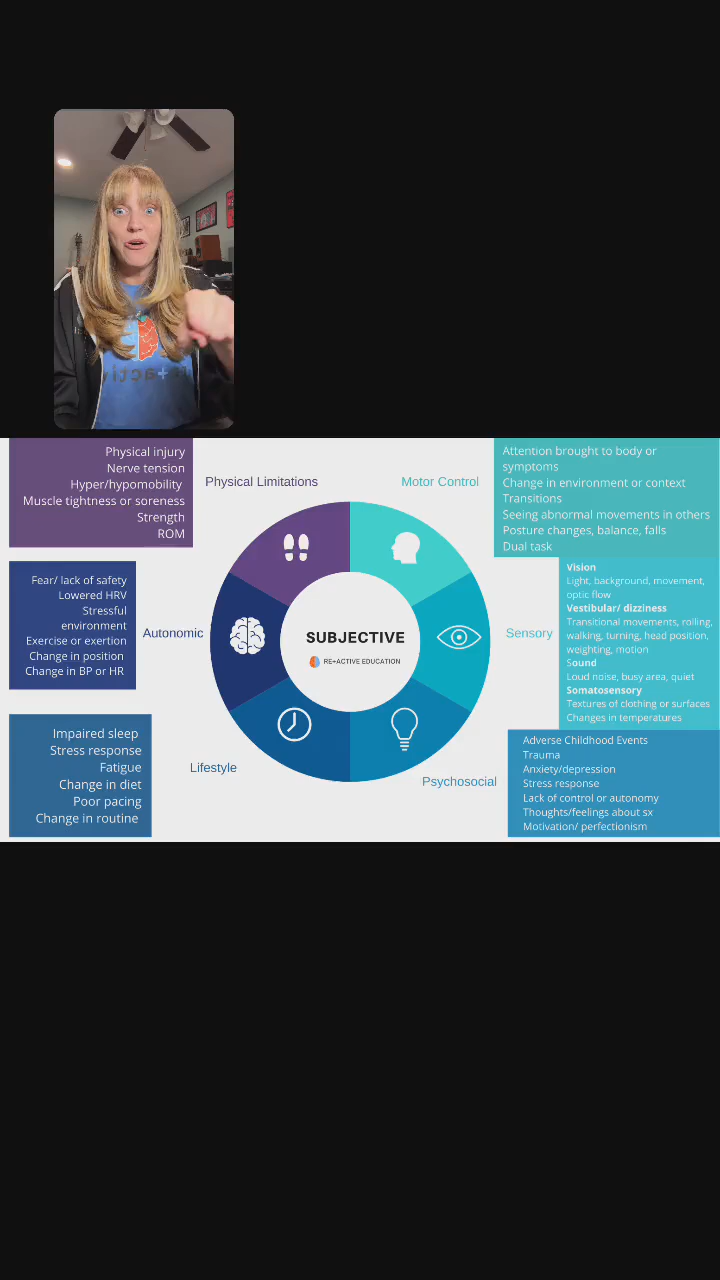 re+activ
Physical injury
Nerve tension
Hyper/hypomobility
Muscle tightness or soreness
Strength
ROM
Physical Limitations
Motor Control
Attention brought to body or
symptoms
Change in environment or context
Transitions
Seeing abnormal movements in others
Posture changes, balance, falls
Dual task
Fear/ lack of safety
Lowered HRV
Stressful
environment
Exercise or exertion
Change in position
Change in BP or HR
Autonomic
SUBJECTIVE
RE+ACTIVE EDUCATION
Sensory
Vision
Light, background, movement,
optic flow
Vestibular/ dizziness
Transitional movements, rolling,
walking, turning, head position,
weighting, motion
Sound
Loud noise, busy area, quiet
Somatosensory
Textures of clothing or surfaces
Changes in temperatures
Impaired sleep
Stress response
Fatigue
Change in diet
Poor pacing
Change in routine
Lifestyle
Psychosocial
Adverse Childhood Events
Trauma
Anxiety/depression
Stress response
Lack of control or autonomy
Thoughts/feelings about sx
Motivation/ perfectionism